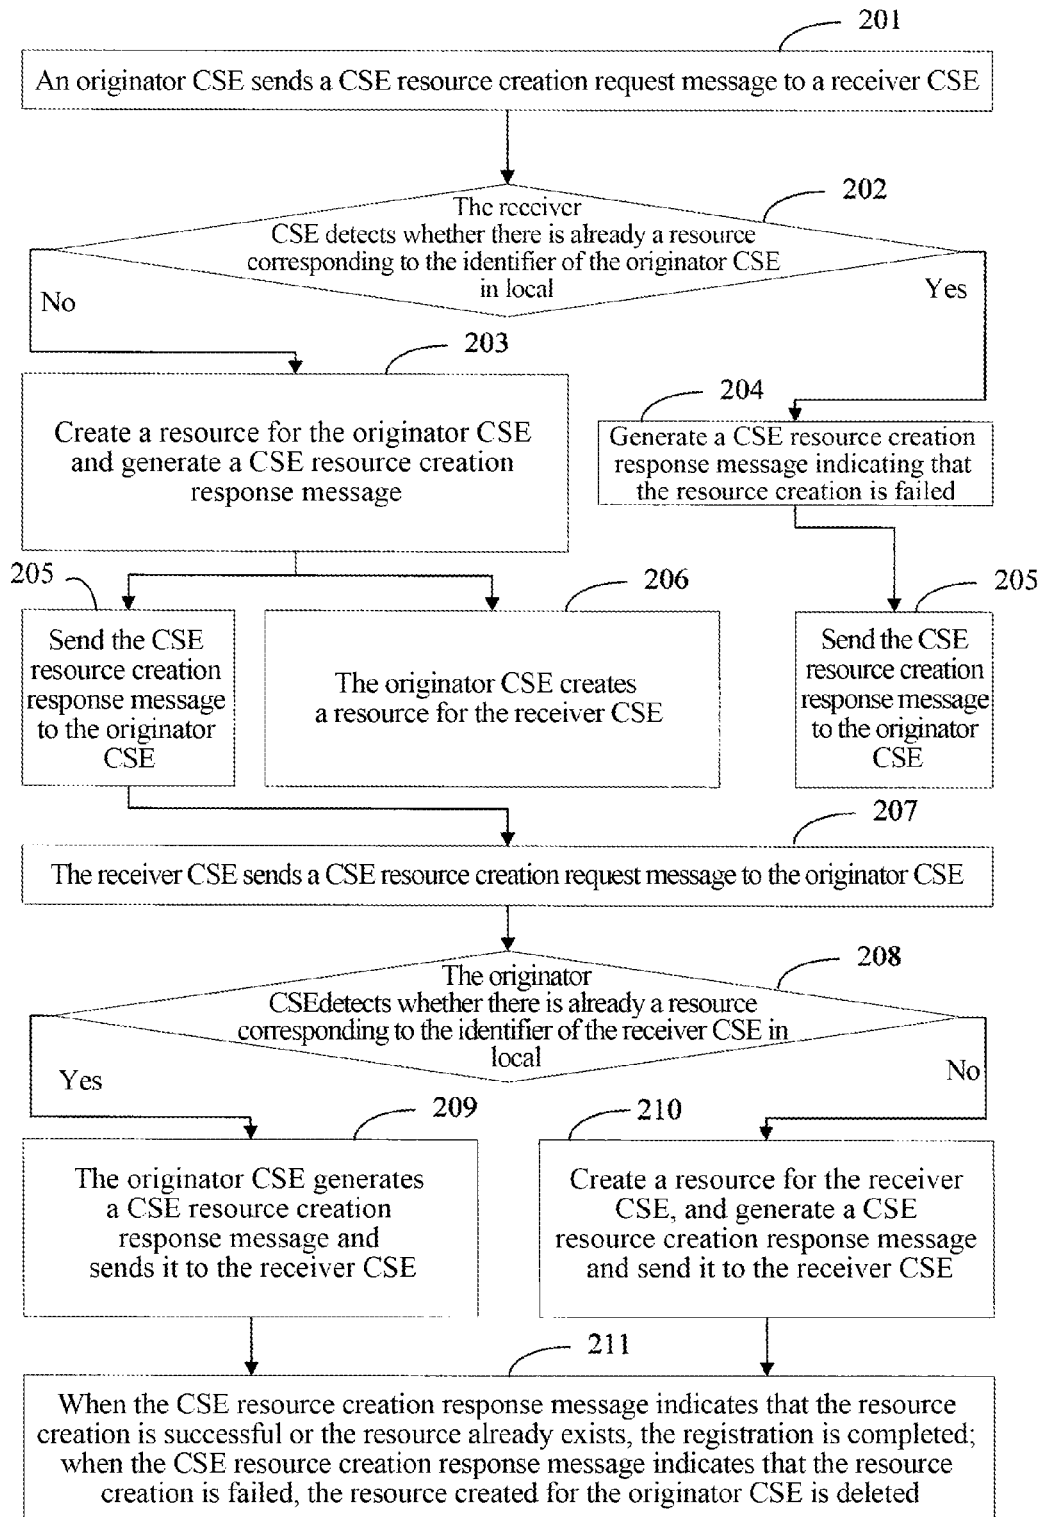 201
An originator CSE sends a CSE resource creation request message to a receiver CSE
202
The receiver
CSE detects whether there is already a resource
corresponding to the identifier of the originator CSE
in local
No
Yes
203
Create a resource for the originator CSE
and generate a CSE resource creation
response message
204
Generate a CSE resource creation
response message indicating that
the resource creation is failed
205
Send the CSE
resource creation
response message
to the originator
CSE
206
The originator CSE creates
a resource for the receiver CSE
205
Send the CSE
resource creation
response message
to the originator
CSE
207
The receiver CSE sends a CSE resource creation request message to the originator CSE
208
The originator
CSEdetects whether there is already a resource
corresponding to the identifier of the receiver CSE in
local
Yes
No
209
The originator CSE generates
a CSE resource creation
response message and
sends it to the receiver CSE
210
Create a resource for the receiver
CSE, and generate a CSE
resource creation response message
and send it to the receiver CSE
211
When the CSE resource creation response message indicates that the resource
creation is successful or the resource already exists, the registration is completed;
when the CSE resource creation response message indicates that the resource
creation is failed, the resource created for the originator CSE is deleted